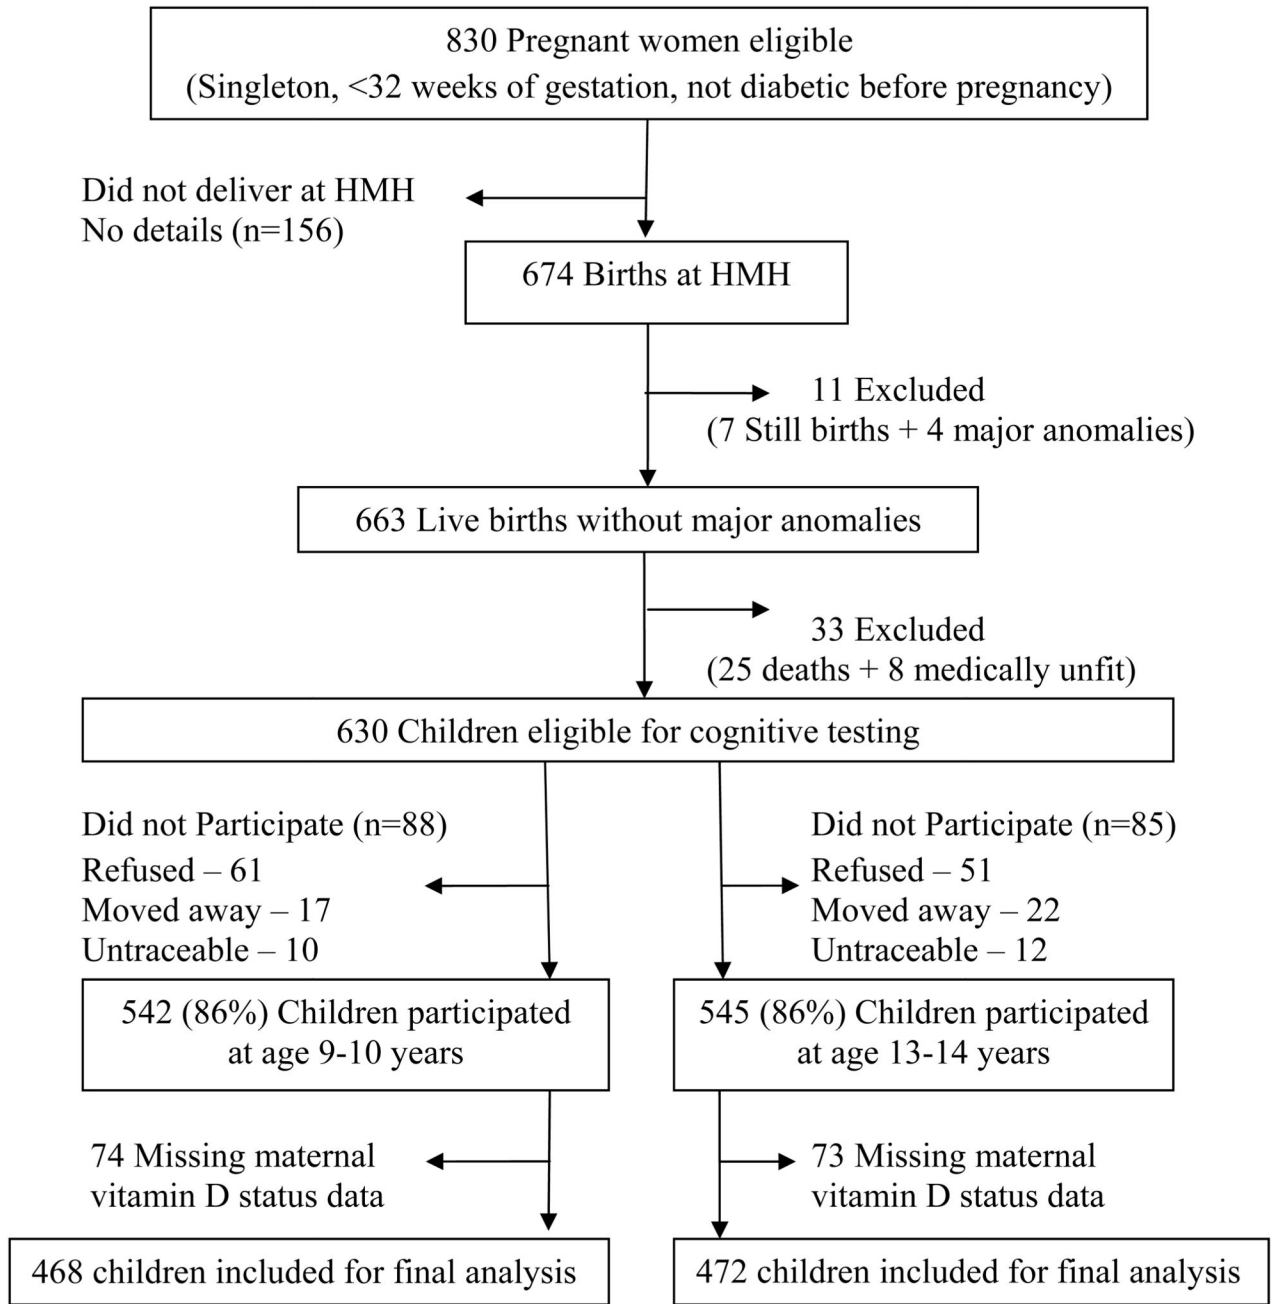 830 Pregnant women eligible
(Singleton, <32 weeks of gestation, not diabetic before pregnancy)
Did not deliver at HMH
No details (n=156)
674 Births at HMH
11 Excluded
(7 Still births + 4 major anomalies)
663 Live births without major anomalies
33 Excluded
(25 deaths + 8 medically unfit)
630 Children eligible for cognitive testing
Did not Participate (n=88)
Refused – 61
Moved away – 17
Untraceable – 10
Did not Participate (n=85)
Refused – 51
Moved away – 22
Untraceable – 12
542 (86%) Children participated
at age 9-10 years
545 (86%) Children participated
at age 13-14 years
74 Missing maternal
vitamin D status data
73 Missing maternal
vitamin D status data
468 children included for final analysis
472 children included for final analysis